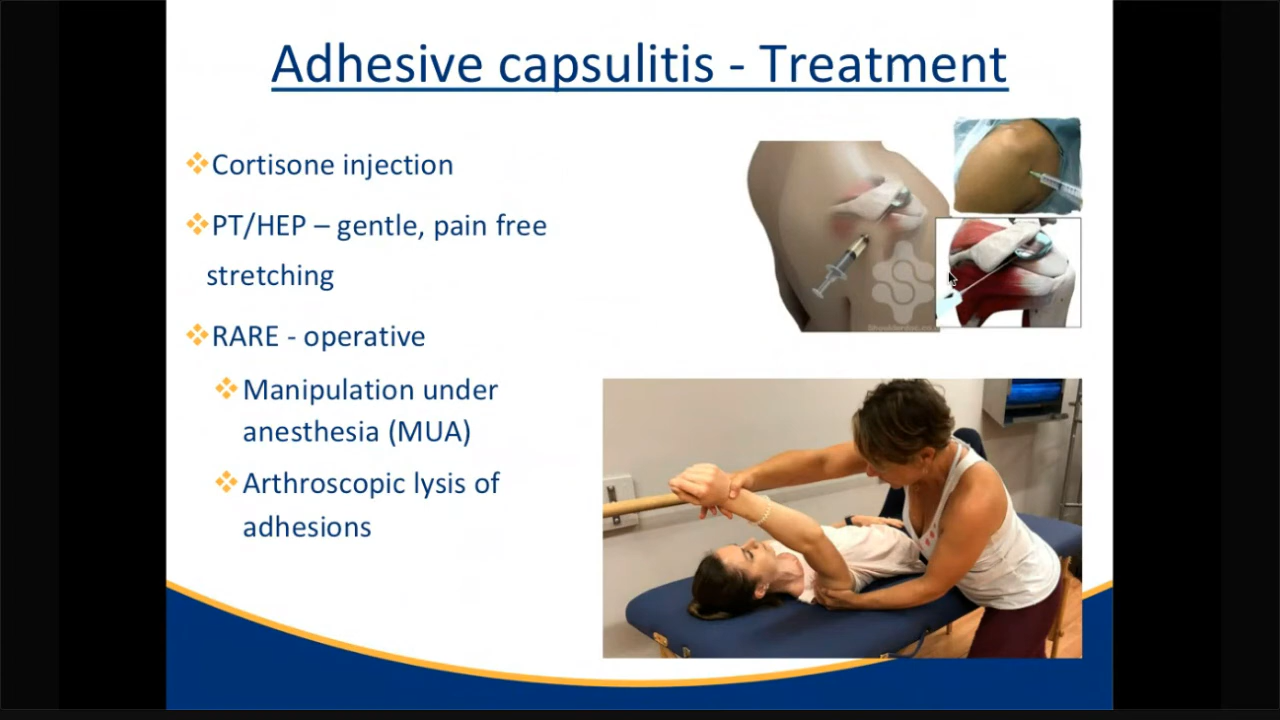 Adhesive capsulitis - Treatment
Cortisone injection
PT/HEP – gentle, pain free
stretching
RARE - operative
Manipulation under
anesthesia (MUA)
Arthroscopic lysis of
adhesions